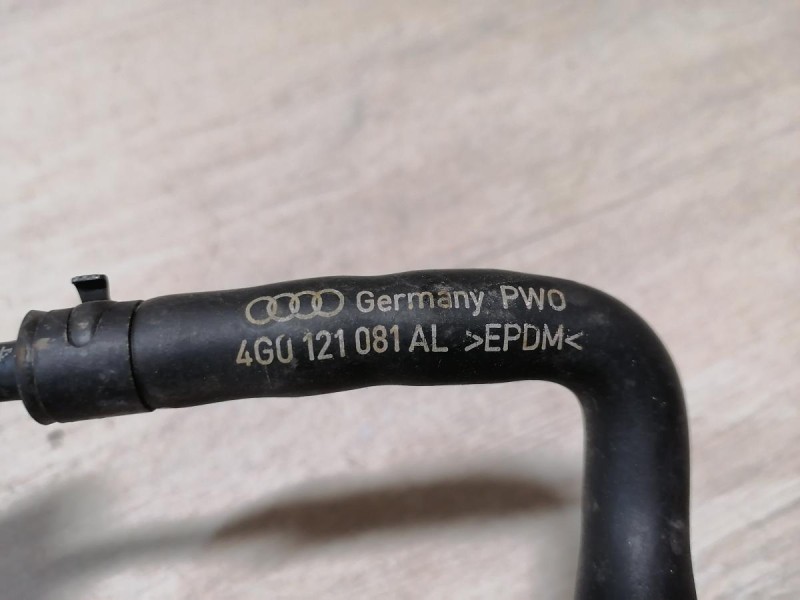 Germany PWO
4G0 121 081 AL >EPDM<